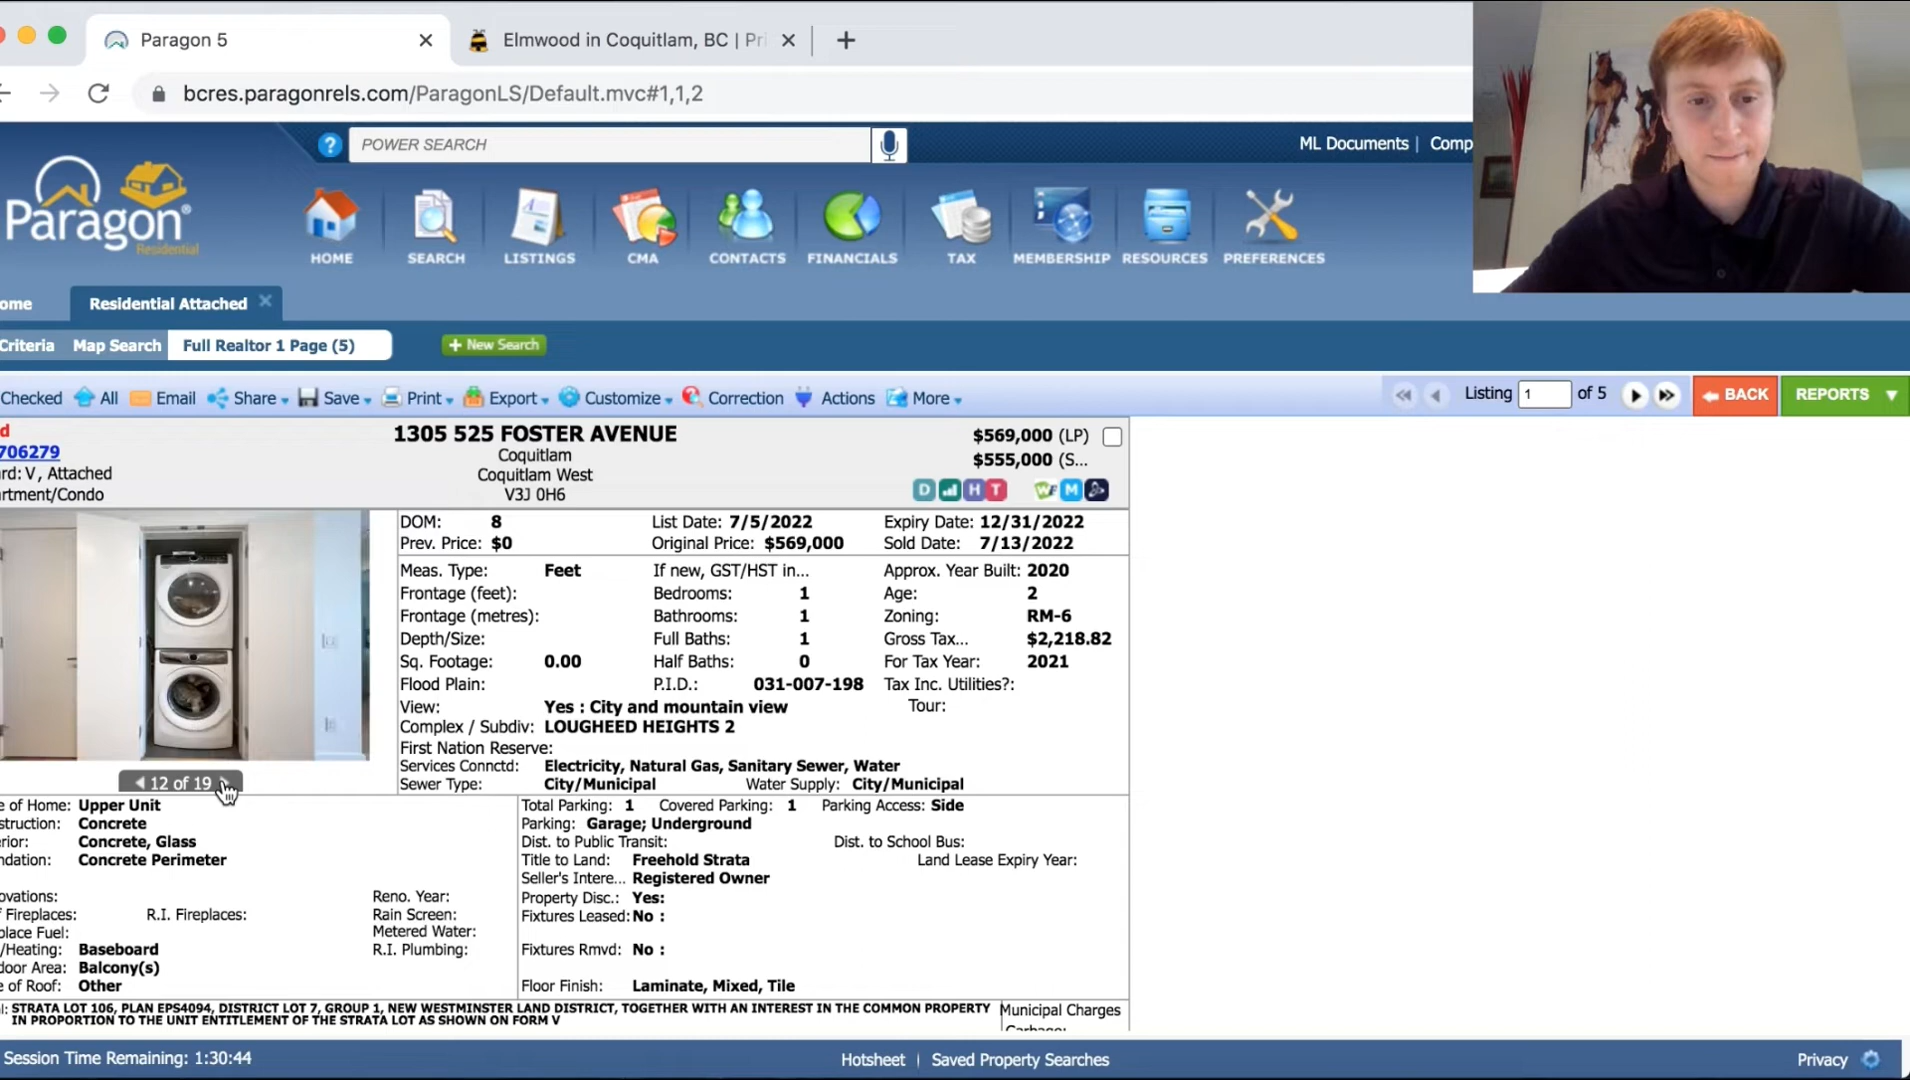 Paragon 5
Elmwood in Coquitlam, BC | Pri
bcres.paragonrels.com/ParagonLS/Default.mvc#1,1,2
POWER SEARCH
ML Documents |
Comp
Paragon®
Residential
HOME
SEARCH
LISTINGS
CMA
CONTACTS
FINANCIALS
TAX
MEMBERSHIP
RESOURCES
PREFERENCES
ome
Residential Attached
Criteria
Map Search
Full Realtor 1 Page (5)
+ New Search
Checked
All
Email
Share
Save
Print
Export
Customize
Correction
Actions
More
Listing 1 of 5
BACK
REPORTS
d
706279
ard: V, Attached
rtment/Condo
1305 525 FOSTER AVENUE
Coquitlam
Coquitlam West
V3J 0H6
$569,000 (LP)
$555,000 (S...
D H T WF M
DOM: 8
List Date: 7/5/2022
Expiry Date: 12/31/2022
Prev. Price: $0
Original Price: $569,000
Sold Date: 7/13/2022
Meas. Type: Feet
If new, GST/HST in...
Approx. Year Built: 2020
Frontage (feet):
Bedrooms: 1
Age: 2
Frontage (metres):
Bathrooms: 1
Zoning: RM-6
Depth/Size:
Full Baths: 1
Gross Tax... $2,218.82
Sq. Footage: 0.00
Half Baths: 0
For Tax Year: 2021
Flood Plain:
P.I.D.: 031-007-198
Tax Inc. Utilities?:
View: Yes : City and mountain view
Tour:
Complex / Subdiv: LOUGHEED HEIGHTS 2
First Nation Reserve:
Services Connctd: Electricity, Natural Gas, Sanitary Sewer, Water
Sewer Type: City/Municipal
Water Supply: City/Municipal
12 of 19
e of Home: Upper Unit
struction: Concrete
rior: Concrete, Glass
ndation: Concrete Perimeter
ovations:
Reno. Year:
f Fireplaces:
R.I. Fireplaces:
Rain Screen:
place Fuel:
Metered Water:
/Heating: Baseboard
R.I. Plumbing:
door Area: Balcony(s)
e of Roof: Other
Total Parking: 1 Covered Parking: 1 Parking Access: Side
Parking: Garage; Underground
Dist. to Public Transit:
Dist. to School Bus:
Title to Land: Freehold Strata
Land Lease Expiry Year:
Seller's Intere... Registered Owner
Property Disc.: Yes:
Fixtures Leased: No :
Fixtures Rmvd: No :
Floor Finish: Laminate, Mixed, Tile
l: STRATA LOT 106, PLAN EPS4094, DISTRICT LOT 7, GROUP 1, NEW WESTMINSTER LAND DISTRICT, TOGETHER WITH AN INTEREST IN THE COMMON PROPERTY
IN PROPORTION TO THE UNIT ENTITLEMENT OF THE STRATA LOT AS SHOWN ON FORM V
Municipal Charges
Garbage:
Session Time Remaining: 1:30:44
Hotsheet | Saved Property Searches
Privacy